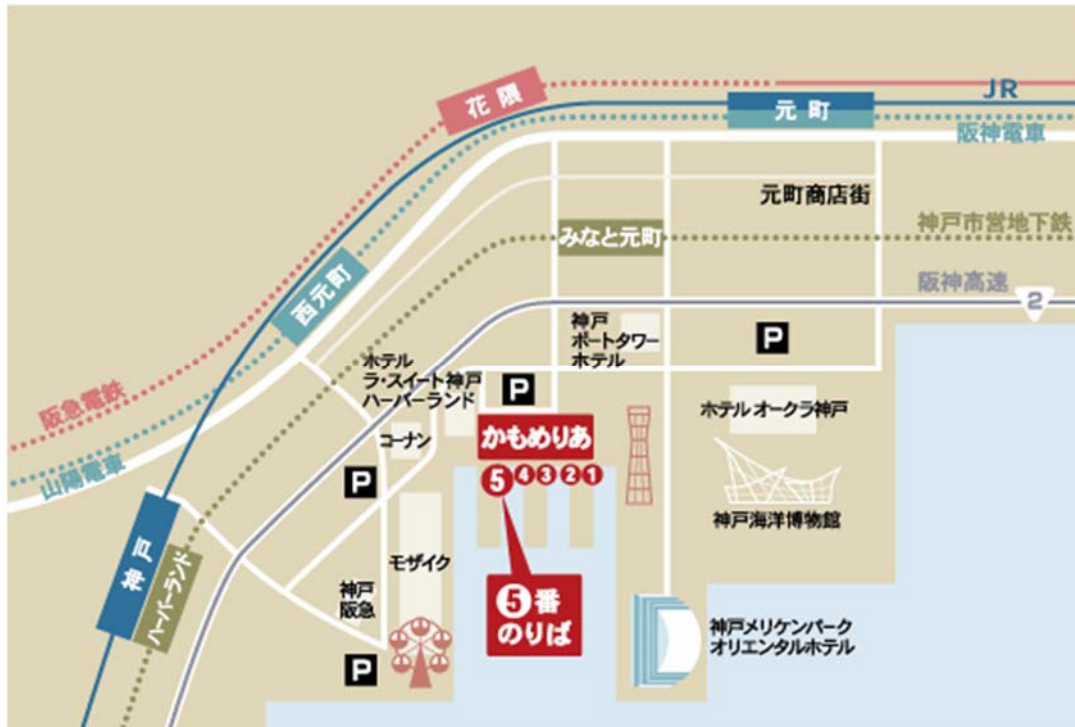 花隈
元町
JR
阪神電車
元町商店街
みなと元町
神戸市営地下鉄
阪神高速
2
西元町
神戸
ポートタワー
ホテル
P
ホテル
ラ・スイート神戸
ハーバーランド
P
阪急電鉄
山陽電車
コーナン
かもめりあ
ホテルオークラ神戸
P
5 4 3 2 1
神戸海洋博物館
神戸
ハーバーランド
モザイク
神戸
阪急
5番
のりば
神戸メリケンパーク
オリエンタルホテル
P